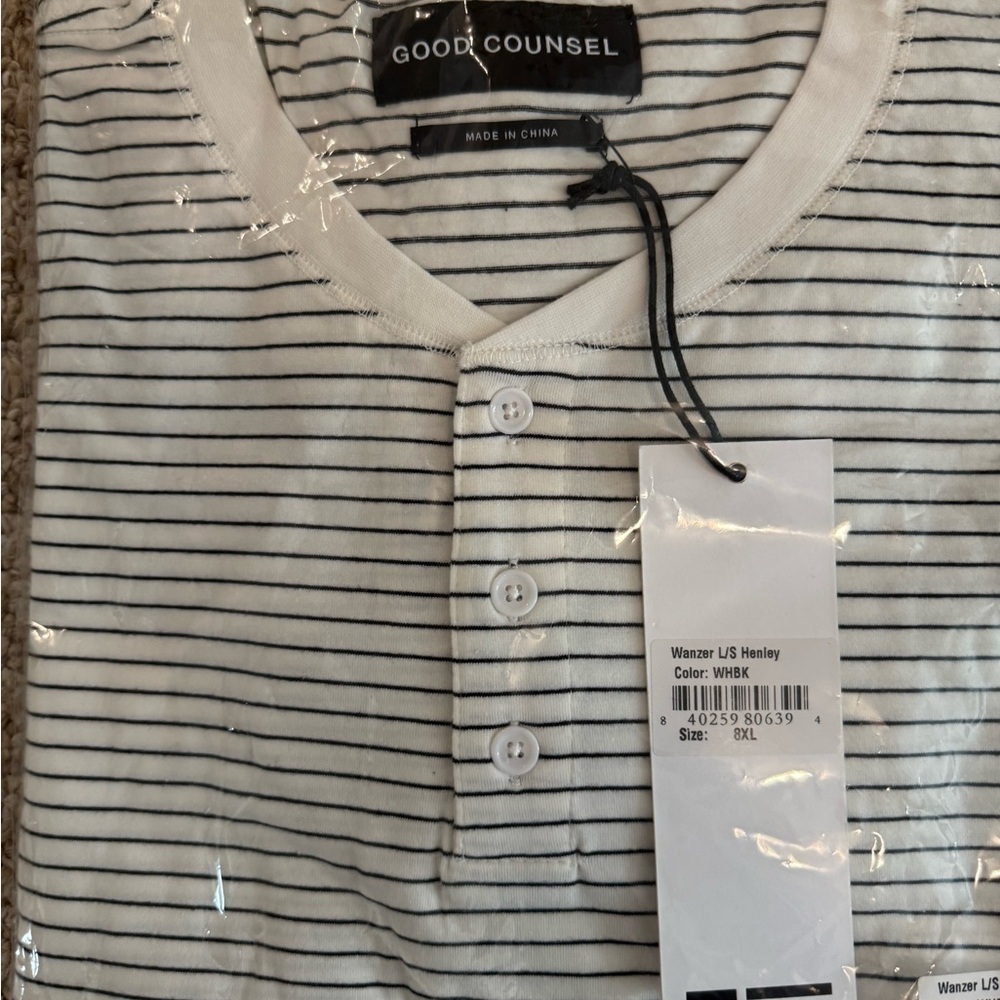 GOOD COUNSEL
MADE IN CHINA
Wanzer L/S Henley
Color: WHBK
8 40259 80639 4
Size: 8XL
Wanzer L/S